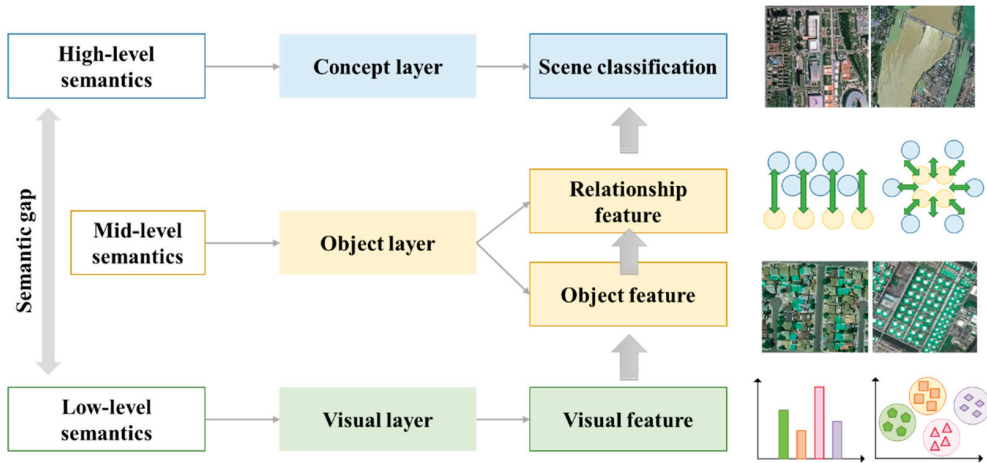 High-level
semantics
Concept layer
Scene classification
Semantic gap
Mid-level
semantics
Object layer
Relationship
feature
Object feature
Low-level
semantics
Visual layer
Visual feature